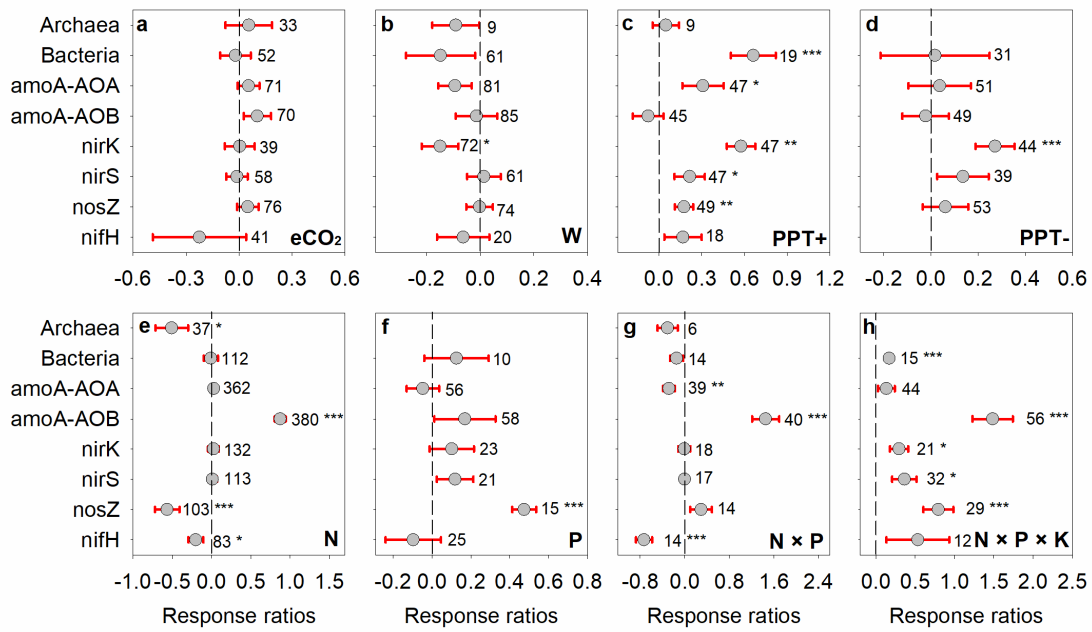 a b c d
Archaea 33 9 9
Bacteria 52 61 19 *** 31
amoA-AOA 71 81 47 * 51
amoA-AOB 70 85 45 49
nirK 39 72 * 47 ** 44 ***
nirS 58 61 47 * 39
nosZ 76 74 49 ** 53
nifH 41 20 18
eCO₂ W PPT+ PPT-
-0.6 -0.3 0.0 0.3 0.6 -0.4 -0.2 0.0 0.2 0.4 0.0 0.3 0.6 0.9 1.2 -0.2 0.0 0.2 0.4 0.6
e f g h
Archaea 37 * 6
Bacteria 112 10 14 15 ***
amoA-AOA 362 56 39 ** 44
amoA-AOB 380 *** 58 40 *** 56 ***
nirK 132 23 18 21 *
nirS 113 21 17 32 *
nosZ 103 *** 15 *** 14 29 ***
nifH 83 * 25 14 *** 12
N P N × P N × P × K
-1.0 -0.5 0.0 0.5 1.0 1.5 -0.2 0.0 0.2 0.4 0.6 0.8 -0.8 0.0 0.8 1.6 2.4 0.0 0.5 1.0 1.5 2.0 2.5
Response ratios Response ratios Response ratios Response ratios